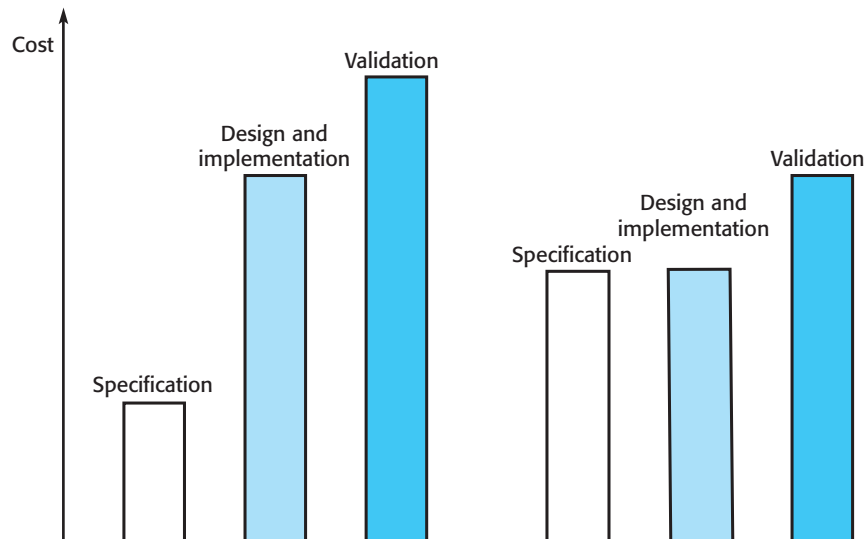 Cost
Validation
Design and
implementation
Specification
Validation
Design and
implementation
Specification